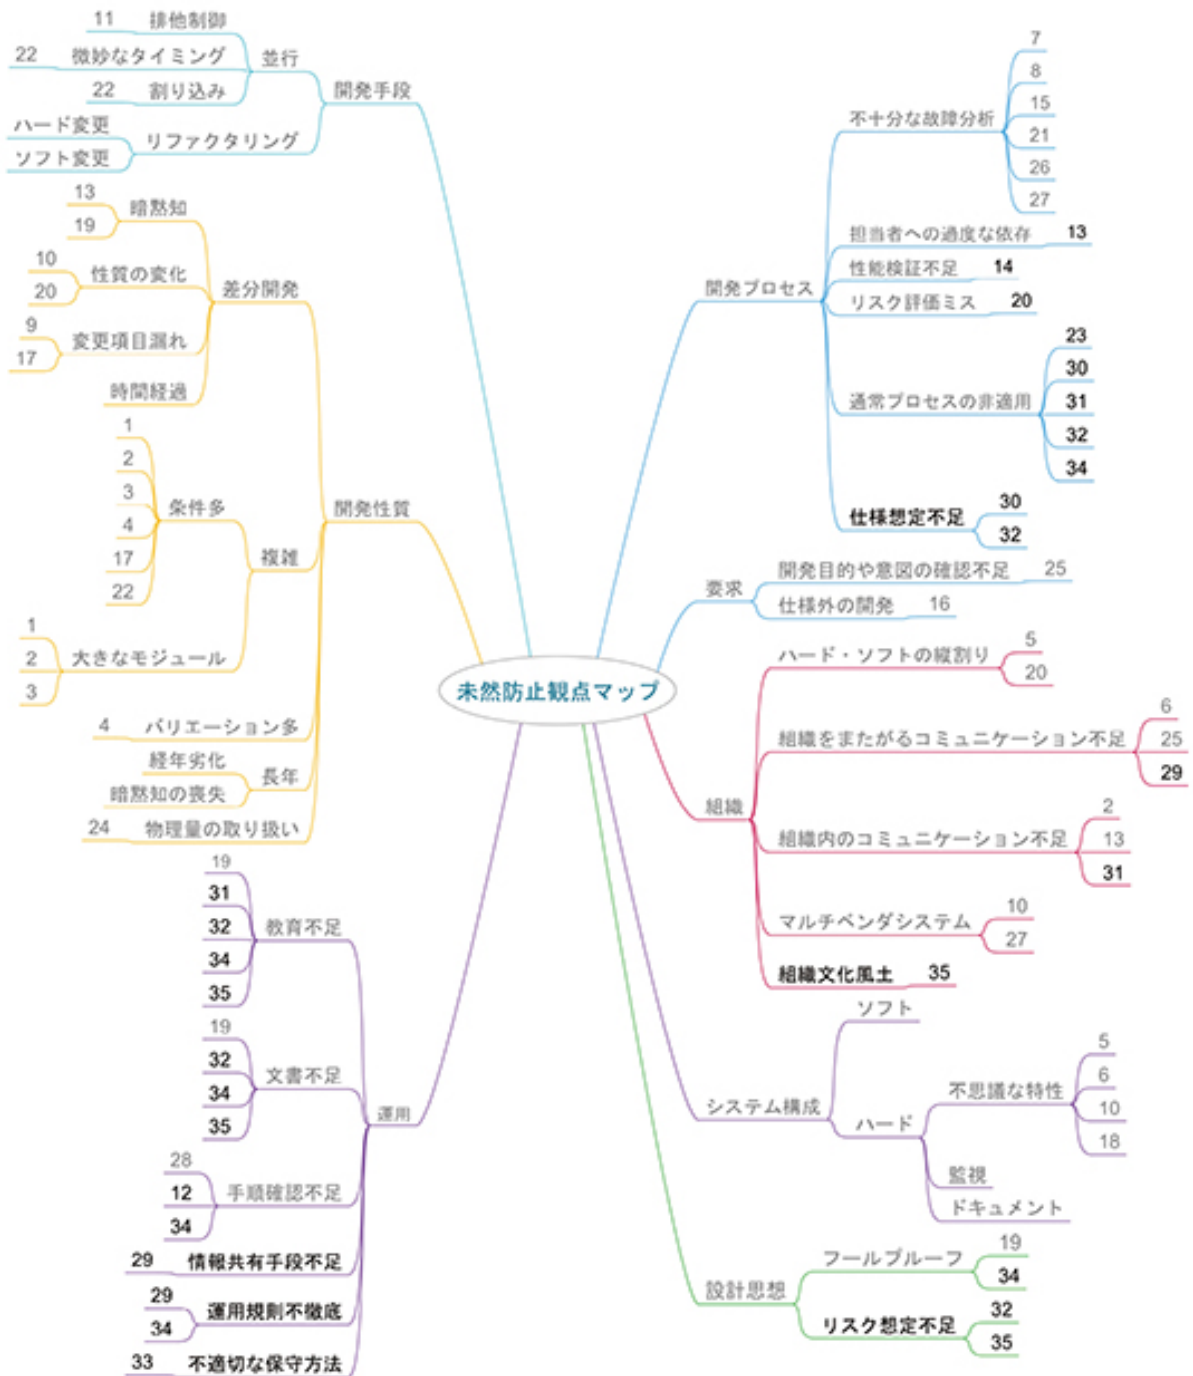 未然防止観点マップ
開発手段
並行
排他制御
11
微妙なタイミング
22
割り込み
22
リファクタリング
ハード変更
ソフト変更
開発性質
差分開発
暗黙知
13
19
性質の変化
10
20
変更項目漏れ
9
17
時間経過
複雑
条件多
1
2
3
4
17
22
大きなモジュール
1
2
3
バリエーション多
4
長年
経年劣化
暗黙知の喪失
物理量の取り扱い
24
運用
教育不足
19
31
32
34
35
文書不足
19
32
34
35
手順確認不足
28
12
34
情報共有手段不足
29
運用規則不徹底
29
34
不適切な保守方法
33
開発プロセス
不十分な故障分析
7
8
15
21
26
27
担当者への過度な依存
13
性能検証不足
14
リスク評価ミス
20
通常プロセスの非適用
23
30
31
32
34
仕様想定不足
30
32
要求
開発目的や意図の確認不足
25
仕様外の開発
16
組織
ハード・ソフトの縦割り
5
20
組織をまたがるコミュニケーション不足
6
25
29
組織内のコミュニケーション不足
2
13
31
マルチベンダシステム
10
27
組織文化風土
35
システム構成
ソフト
ハード
不思議な特性
5
6
10
18
監視
ドキュメント
設計思想
フールプルーフ
19
34
リスク想定不足
32
35